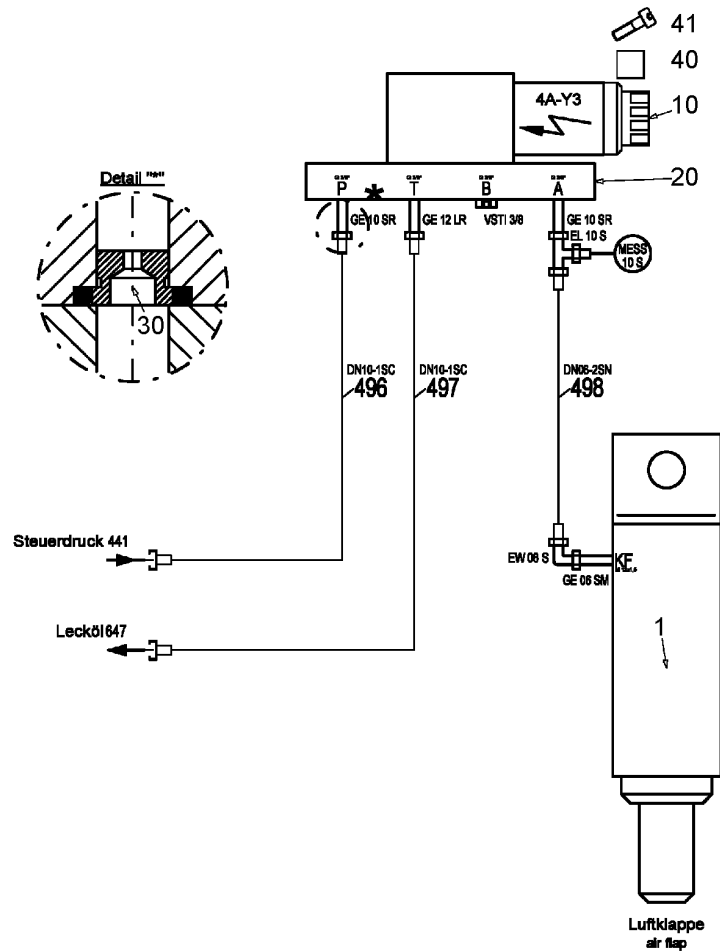 41
40
4A-Y3
10
Detail "*"
20
P
*
T
B
A
GE 10 SR
GE 12 LR
VSTI 3/8
GE 10 SR
EL 10 S
MESS
10 S
30
DN10-1SC
496
DN10-1SC
497
DN06-2SN
498
Steuerdruck 441
EW 06 S
KF
GE 06 SM
Lecköl 647
1
Luftklappe
air flap